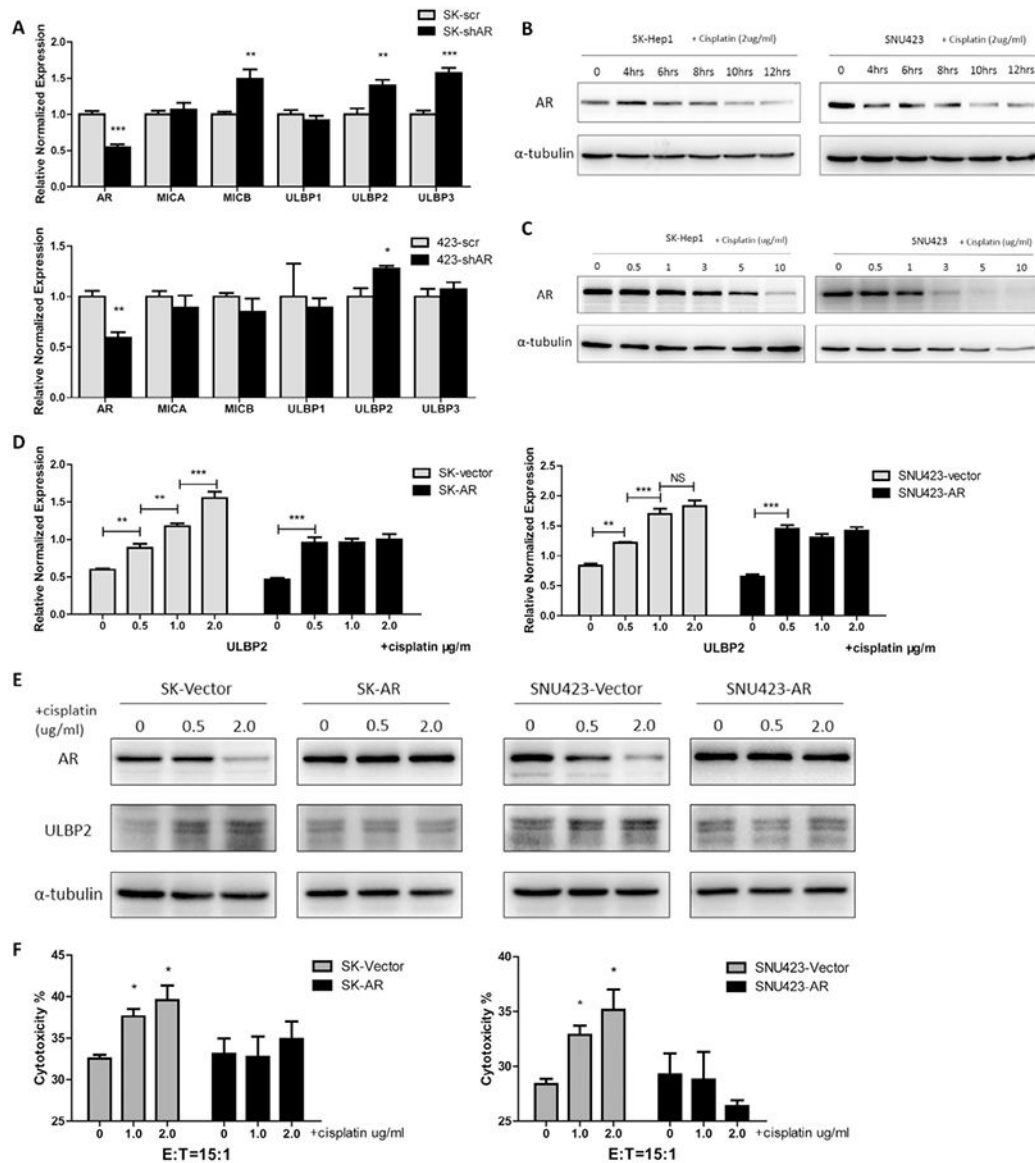 A
SK-scr
SK-shAR
Relative Normalized Expression
2.0
1.5
1.0
0.5
0.0
*** ** ** ***
AR MICA MICB ULBP1 ULBP2 ULBP3
423-scr
423-shAR
Relative Normalized Expression
1.5
1.0
0.5
0.0
** *
AR MICA MICB ULBP1 ULBP2 ULBP3
B
SK-Hep1 + Cisplatin (2ug/ml)
0 4hrs 6hrs 8hrs 10hrs 12hrs
SNU423 + Cisplatin (2ug/ml)
0 4hrs 6hrs 8hrs 10hrs 12hrs
AR
α-tubulin
C
SK-Hep1 + Cisplatin (ug/ml)
0 0.5 1 3 5 10
SNU423 + Cisplatin (ug/ml)
0 0.5 1 3 5 10
AR
α-tubulin
D
SK-vector
SK-AR
Relative Normalized Expression
2.0
1.5
1.0
0.5
0.0
** ** *** ***
0 0.5 1.0 2.0 0 0.5 1.0 2.0
ULBP2 +cisplatin µg/m
SNU423-vector
SNU423-AR
Relative Normalized Expression
2.5
2.0
1.5
1.0
0.5
0.0
** *** NS ***
0 0.5 1.0 2.0 0 0.5 1.0 2.0
ULBP2 +cisplatin µg/m
E
SK-Vector SK-AR SNU423-Vector SNU423-AR
+cisplatin
(ug/ml)
0 0.5 2.0 0 0.5 2.0 0 0.5 2.0 0 0.5 2.0
AR
ULBP2
α-tubulin
F
SK-Vector
SK-AR
Cytotoxicity %
45
40
35
30
25
* *
0 1.0 2.0 0 1.0 2.0 +cisplatin ug/ml
E:T=15:1
SNU423-Vector
SNU423-AR
Cytotoxicity %
40
35
30
25
* *
0 1.0 2.0 0 1.0 2.0 +cisplatin ug/ml
E:T=15:1